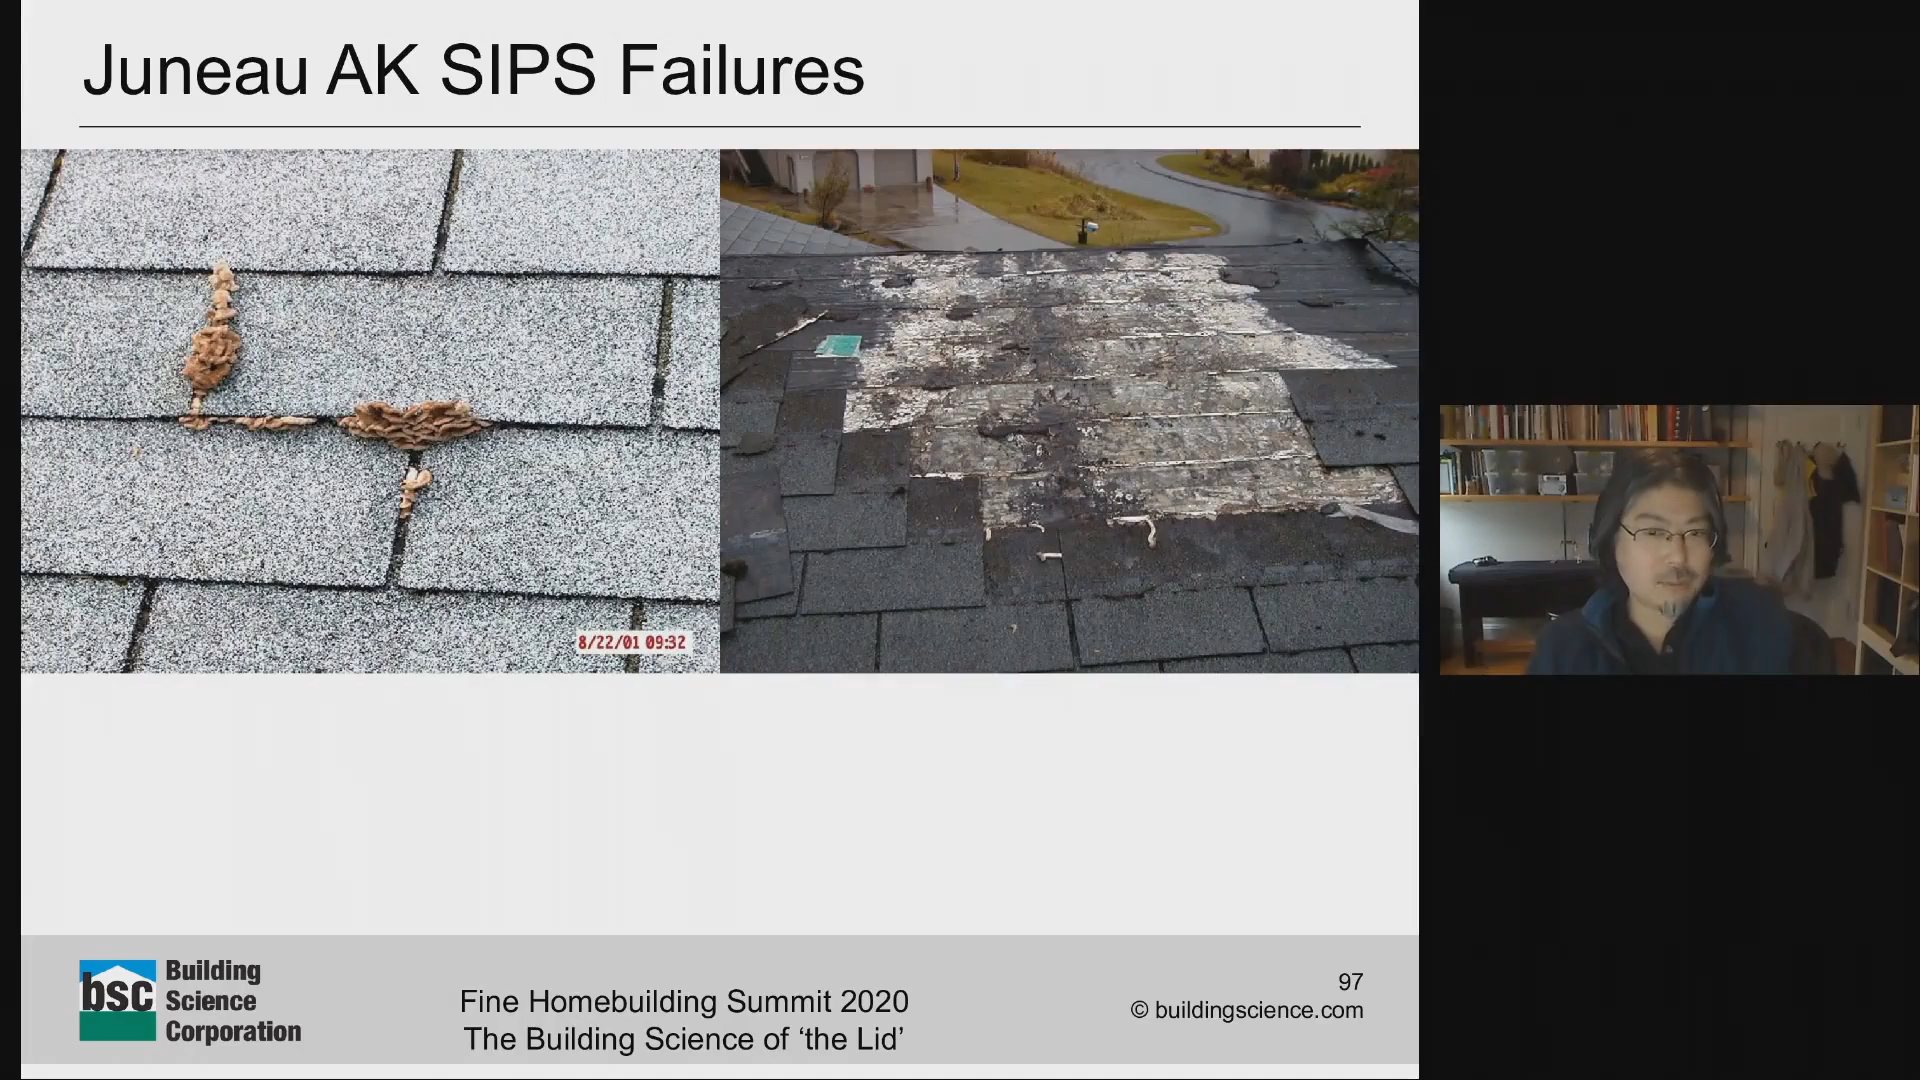 Juneau AK SIPS Failures
8/22/01 09:32
bsc
Building
Science
Corporation
Fine Homebuilding Summit 2020
The Building Science of ‘the Lid’
97
© buildingscience.com